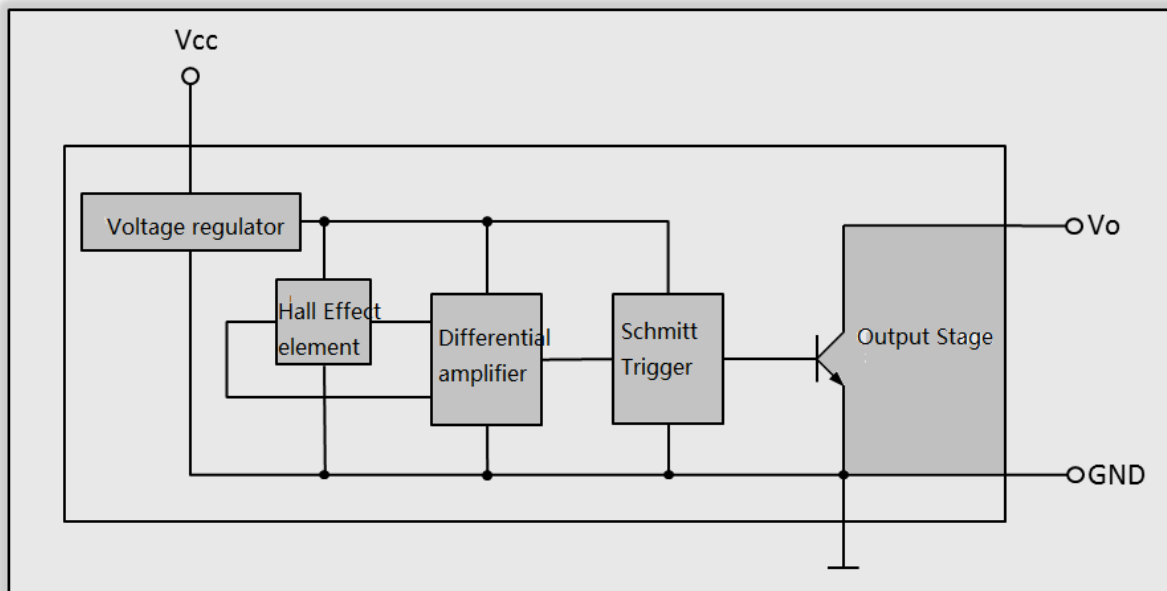 Vcc
Voltage regulator
Vo
Hall Effect
element
Differential
amplifier
Schmitt
Trigger
Output Stage
GND